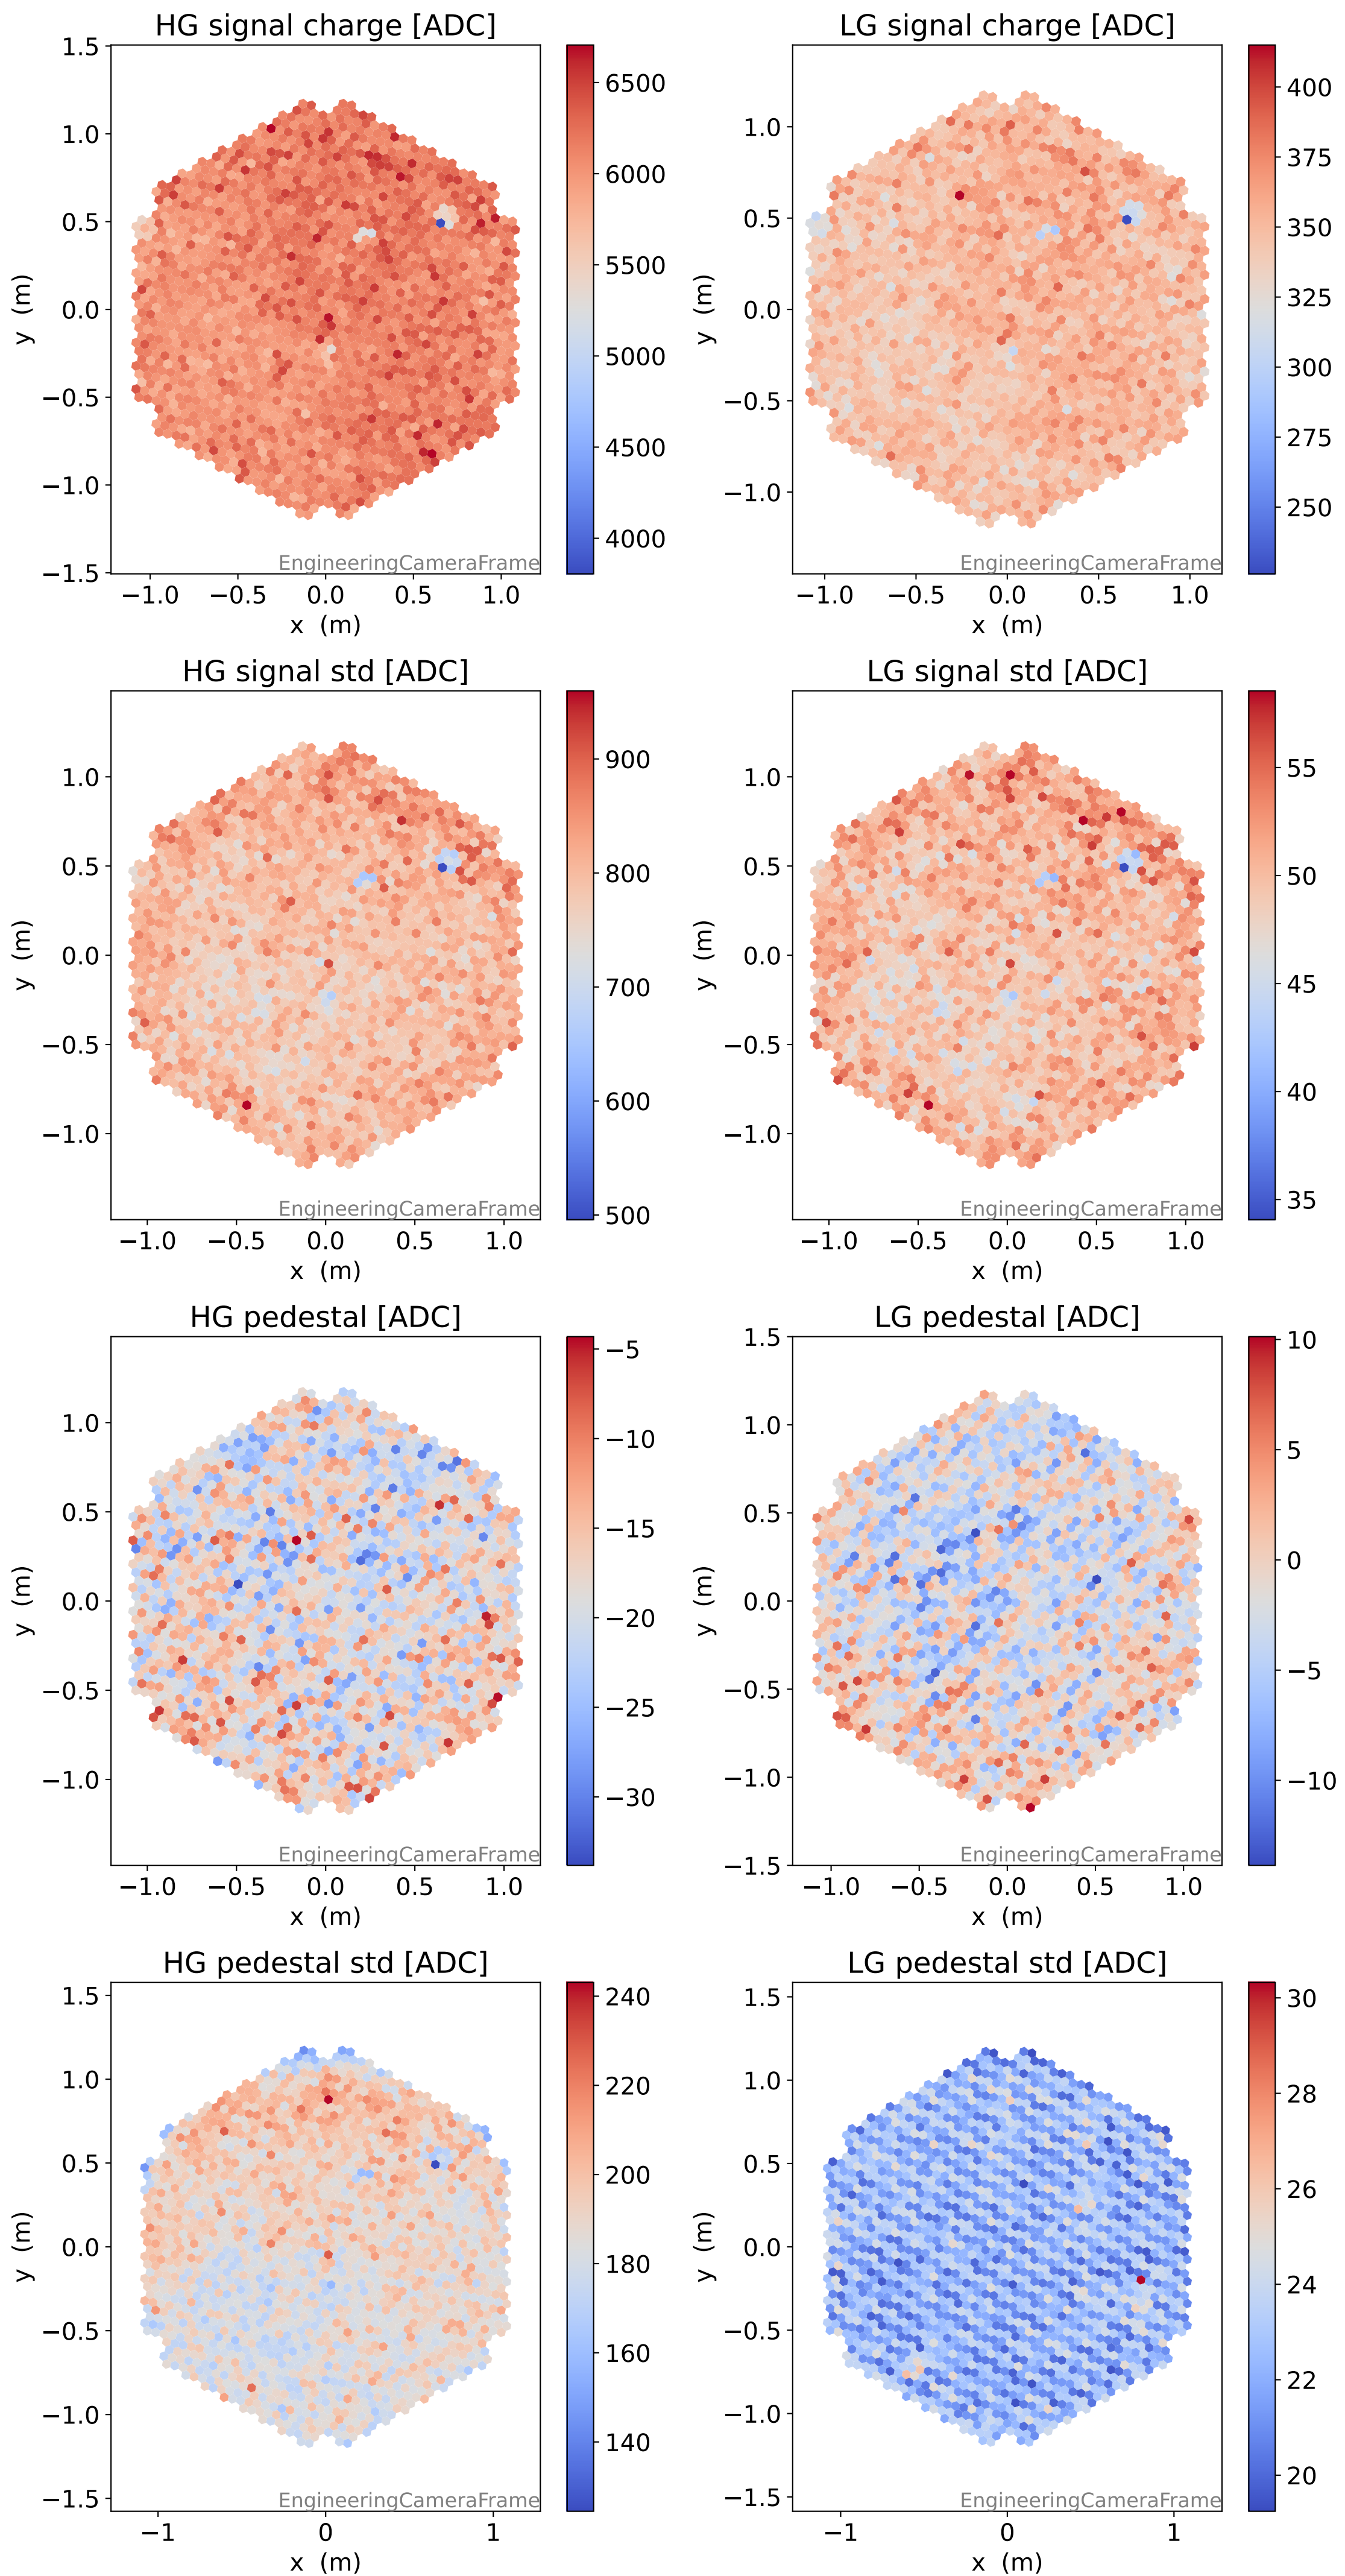 HG signal charge [ADC]
1.5
1.0
0.5
0.0
−0.5
−1.0
−1.5
y (m)
−1.0 −0.5 0.0 0.5 1.0
x (m)
EngineeringCameraFrame
6500
6000
5500
5000
4500
4000
LG signal charge [ADC]
1.0
0.5
0.0
−0.5
−1.0
y (m)
−1.0 −0.5 0.0 0.5 1.0
x (m)
EngineeringCameraFrame
400
375
350
325
300
275
250
HG signal std [ADC]
1.0
0.5
0.0
−0.5
−1.0
y (m)
−1.0 −0.5 0.0 0.5 1.0
x (m)
EngineeringCameraFrame
900
800
700
600
500
LG signal std [ADC]
1.0
0.5
0.0
−0.5
−1.0
y (m)
−1.0 −0.5 0.0 0.5 1.0
x (m)
EngineeringCameraFrame
55
50
45
40
35
HG pedestal [ADC]
1.0
0.5
0.0
−0.5
−1.0
y (m)
−1.0 −0.5 0.0 0.5 1.0
x (m)
EngineeringCameraFrame
−5
−10
−15
−20
−25
−30
LG pedestal [ADC]
1.5
1.0
0.5
0.0
−0.5
−1.0
−1.5
y (m)
−1.0 −0.5 0.0 0.5 1.0
x (m)
EngineeringCameraFrame
10
5
0
−5
−10
HG pedestal std [ADC]
1.5
1.0
0.5
0.0
−0.5
−1.0
−1.5
y (m)
−1 0 1
x (m)
EngineeringCameraFrame
240
220
200
180
160
140
LG pedestal std [ADC]
1.5
1.0
0.5
0.0
−0.5
−1.0
−1.5
y (m)
−1 0 1
x (m)
EngineeringCameraFrame
30
28
26
24
22
20